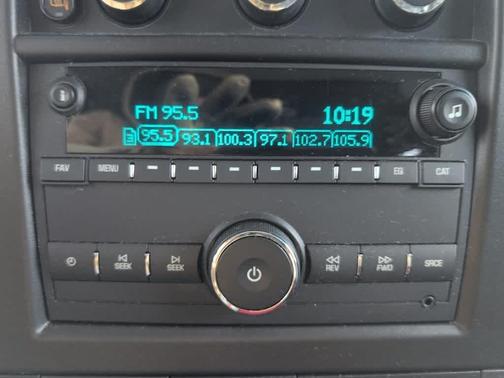 FM 95.5 10:19
95.5 93.1 100.3 97.1 102.7 105.9
FAV MENU EQ CAT
SEEK SEEK REV FWD SRCE